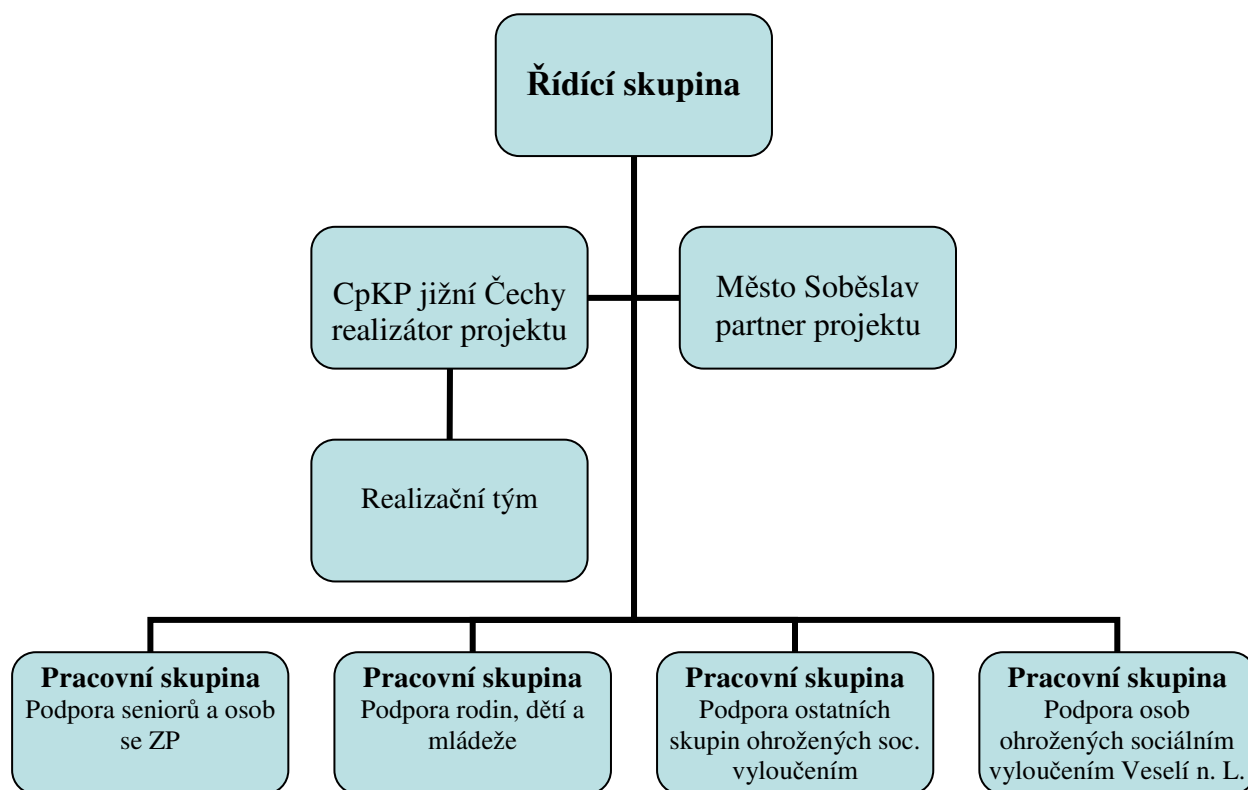 Řídící skupina
CpKP jižní Čechy
realizátor projektu
Město Soběslav
partner projektu
Realizační tým
Pracovní skupina
Podpora seniorů a osob
se ZP
Pracovní skupina
Podpora rodin, dětí a
mládeže
Pracovní skupina
Podpora ostatních
skupin ohrožených soc.
vyloučením
Pracovní skupina
Podpora osob
ohrožených sociálním
vyloučením Veselí n. L.